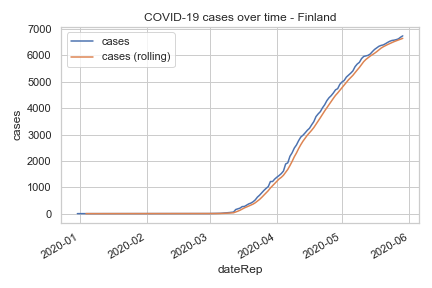 COVID-19 cases over time - Finland
cases
cases (rolling)
7000
6000
5000
4000
3000
2000
1000
0
cases
2020-01
2020-02
2020-03
2020-04
2020-05
2020-06
dateRep